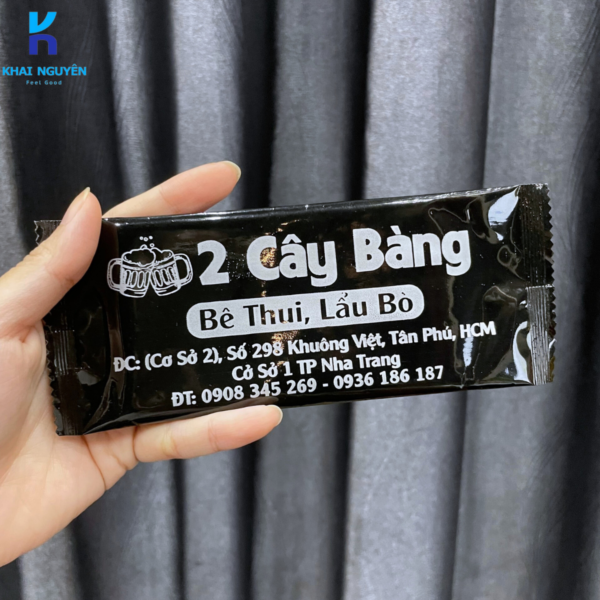 KHAI NGUYÊN
Feel Good
2 Cây Bàng
Bê Thui, Lẩu Bò
ĐC: (Cơ Sở 2), Số 298 Khuông Việt, Tân Phú, HCM
Cở Sở 1 TP Nha Trang
ĐT: 0908 345 269 - 0936 186 187